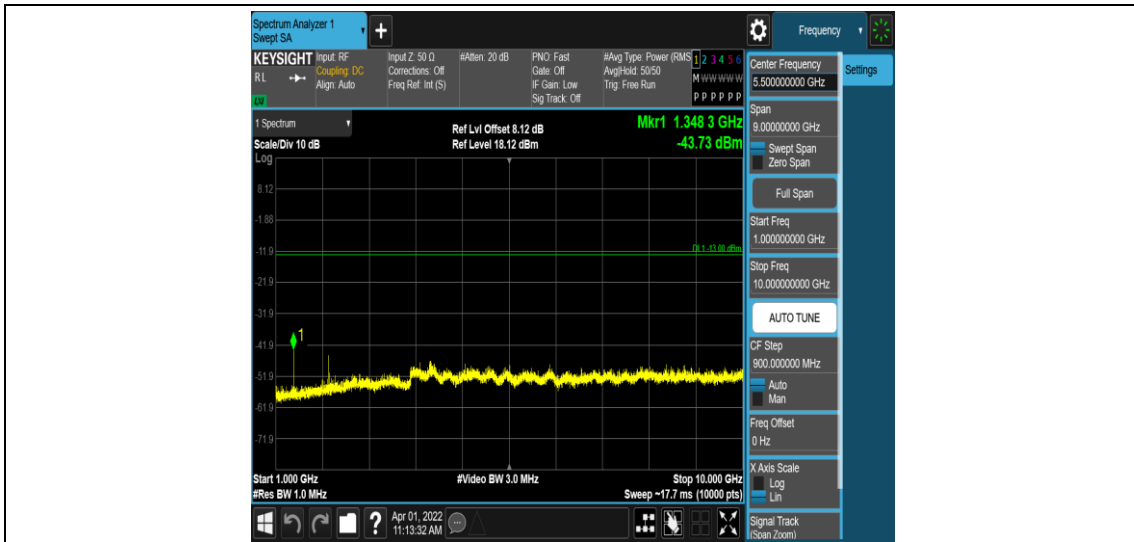 Spectrum Analyzer 1
Swept SA
+
Frequency
KEYSIGHT
RL
LXI
Input: RF
Coupling: DC
Align: Auto
Input Z: 50 Ω
Corrections: Off
Freq Ref: Int (S)
#Atten: 20 dB
PNO: Fast
Gate: Off
IF Gain: Low
Sig Track: Off
#Avg Type: Power (RMS
Avg|Hold: 50/50
Trig: Free Run
1 2 3 4 5 6
M W W W W W
P P P P P P
1 Spectrum
Scale/Div 10 dB
Ref Lvl Offset 8.12 dB
Ref Level 18.12 dBm
Mkr1 1.348 3 GHz
-43.73 dBm
Log
8.12
-1.88
-11.9
DL1 -13.00 dBm
-21.9
-31.9
-41.9
1
-51.9
-61.9
-71.9
Start 1.000 GHz
#Res BW 1.0 MHz
#Video BW 3.0 MHz
Stop 10.000 GHz
Sweep ~17.7 ms (10000 pts)
Center Frequency
5.500000000 GHz
Settings
Span
9.00000000 GHz
Swept Span
Zero Span
Full Span
Start Freq
1.000000000 GHz
Stop Freq
10.000000000 GHz
AUTO TUNE
CF Step
900.000000 MHz
Auto
Man
Freq Offset
0 Hz
X Axis Scale
Log
Lin
Signal Track
(Span Zoom)
?
Apr 01, 2022
11:13:32 AM